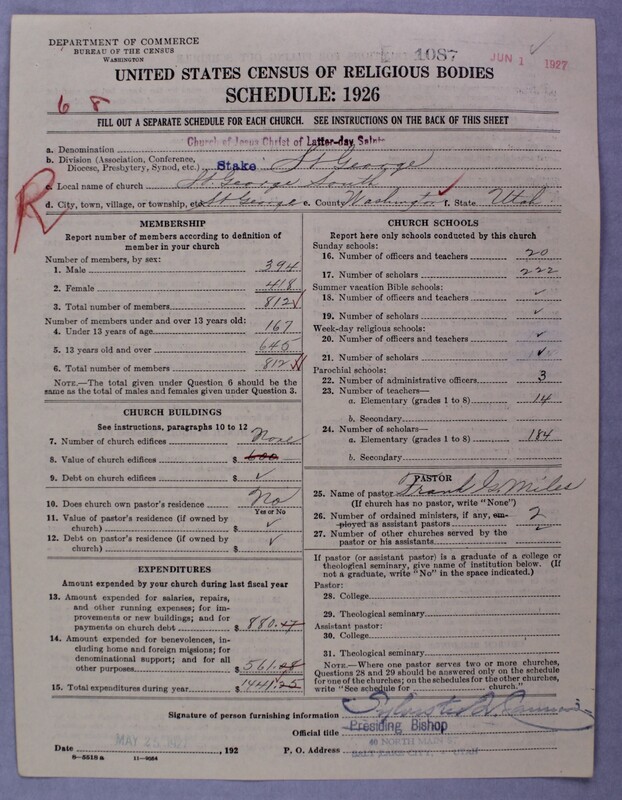 DEPARTMENT OF COMMERCE
BUREAU OF THE CENSUS
WASHINGTON
1087
JUN 1 1927
UNITED STATES CENSUS OF RELIGIOUS BODIES
SCHEDULE: 1926
6 8
FILL OUT A SEPARATE SCHEDULE FOR EACH CHURCH. SEE INSTRUCTIONS ON THE BACK OF THIS SHEET
a. Denomination Church of Jesus Christ of Latter-day Saints
b. Division (Association, Conference, Diocese, Presbytery, Synod, etc.) Stake St George
R
c. Local name of church St George South
d. City, town, village, or township, etc. St George e. County Washington f. State Utah
MEMBERSHIP
Report number of members according to definition of
member in your church
Number of members, by sex:
1. Male 394
2. Female 418
3. Total number of members 812
Number of members under and over 13 years old:
4. Under 13 years of age 167
5. 13 years old and over 645
6. Total number of members 812
NOTE.—The total given under Question 6 should be
same as the total of males and females given under Question 3.
CHURCH BUILDINGS
See instructions, paragraphs 10 to 12
7. Number of church edifices None
8. Value of church edifices $
9. Debt on church edifices $ ✓
10. Does church own pastor's residence? No
Yes or No
11. Value of pastor's residence (if owned by
church) $ ✓
12. Debt on pastor's residence (if owned by
church) $ ✓
EXPENDITURES
Amount expended by your church during last fiscal year
13. Amount expended for salaries, repairs,
and other running expenses; for im-
provements or new buildings; and for
payments on church debt $ 880.
14. Amount expended for benevolences, in-
cluding home and foreign missions; for
denominational support; and for all
other purposes $ 561.
15. Total expenditures during year $ 1441.25
CHURCH SCHOOLS
Report here only schools conducted by this church
Sunday schools:
16. Number of officers and teachers 20
17. Number of scholars 222
Summer vacation Bible schools:
18. Number of officers and teachers ✓
19. Number of scholars ✓
Week-day religious schools:
20. Number of officers and teachers ✓
21. Number of scholars ✓
Parochial schools:
22. Number of administrative officers 3
23. Number of teachers—
a. Elementary (grades 1 to 8) 14
b. Secondary
24. Number of scholars—
a. Elementary (grades 1 to 8) 184
b. Secondary
PASTOR
25. Name of pastor Frank G Miles
(If church has no pastor, write "None")
26. Number of ordained ministers, if any, em-
ployed as assistant pastors 2
27. Number of other churches served by the
pastor or his assistants ✓
If pastor (or assistant pastor) is a graduate of a college or
theological seminary, give name of institution below. (If
not a graduate, write "No" in the space indicated.)
Pastor:
28. College
29. Theological seminary
Assistant pastor:
30. College
31. Theological seminary
NOTE.—Where one pastor serves two or more churches,
Questions 28 and 29 should be answered only on the schedule
for one of the churches; on the schedules for the other churches,
write "See schedule for church."
Signature of person furnishing information
Official title Presiding Bishop
Date MAY 25 , 192 P. O. Address 40 NORTH MAIN
SALT LAKE CITY, UTAH
8—5518 a 11—9554